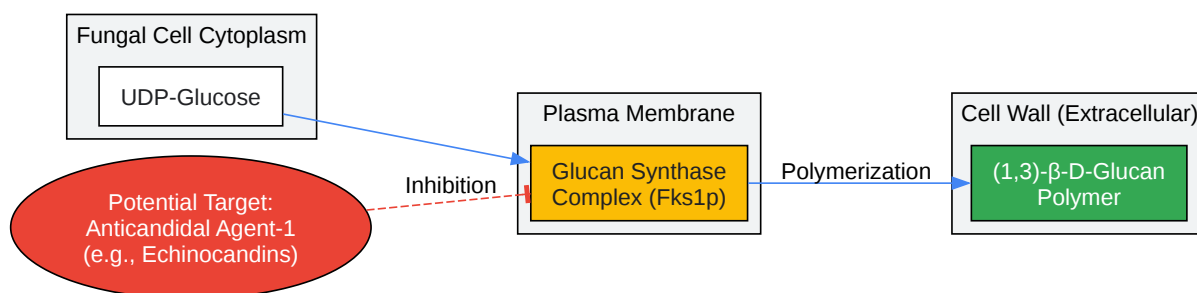 Fungal Cell Cytoplasm
UDP-Glucose
Potential Target:
Anticandidal Agent-1
(e.g., Echinocandins)
Inhibition
Plasma Membrane
Glucan Synthase
Complex (Fks1p)
Polymerization
Cell Wall (Extracellular)
(1,3)-β-D-Glucan
Polymer